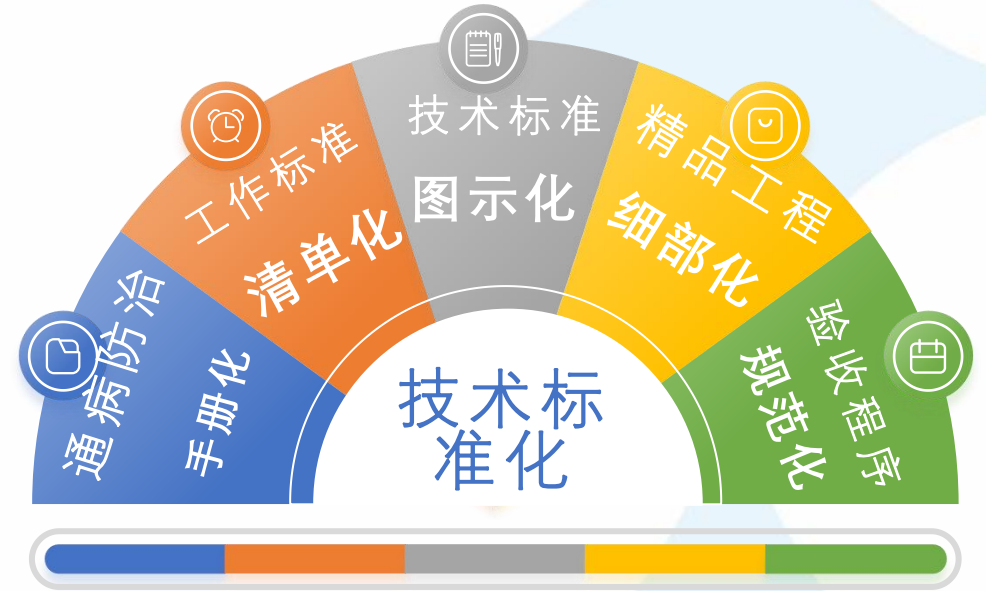 通病防治
手册化
工作标准
清单化
技术标准
图示化
精品工程
细部化
验收程序
规范化
技术标
准化